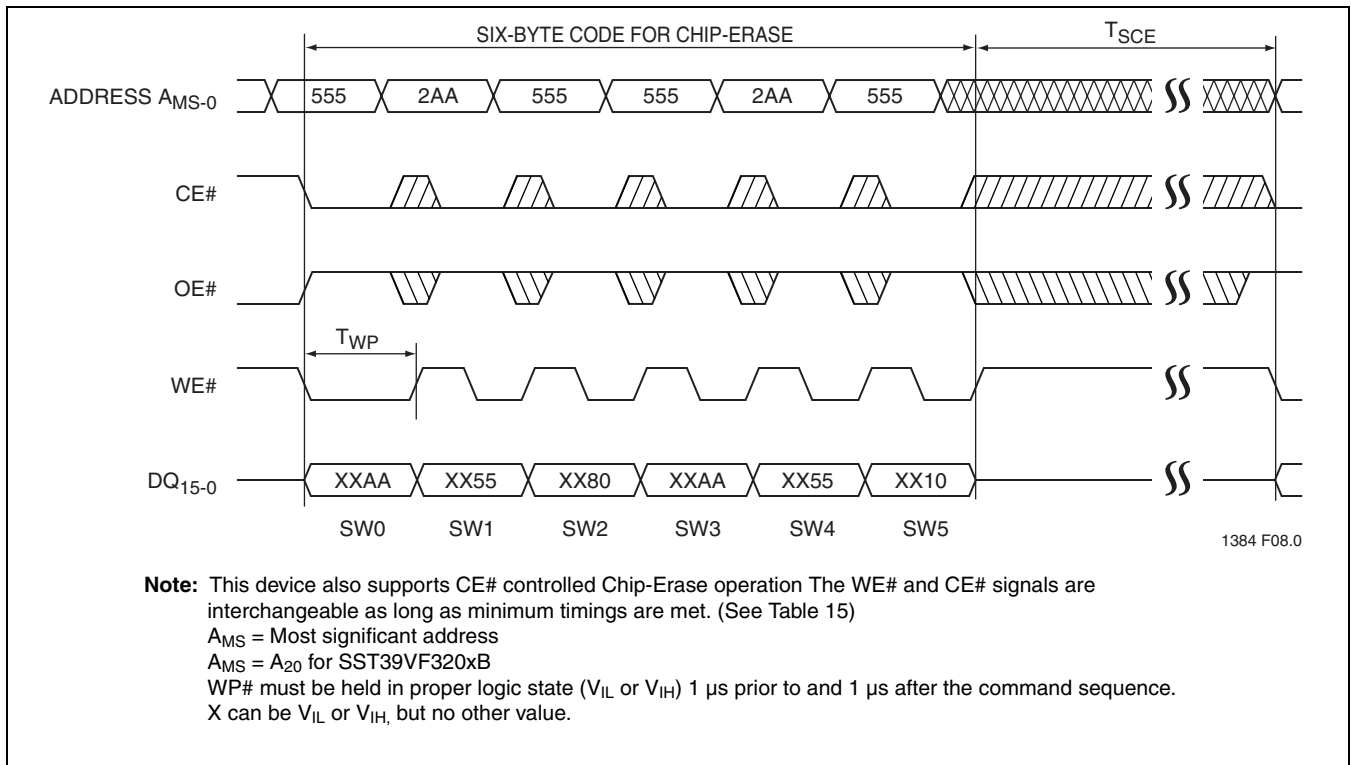 SIX-BYTE CODE FOR CHIP-ERASE
TSCE
ADDRESS AMS-0
555 2AA 555 555 2AA 555
CE#
OE#
TWP
WE#
DQ15-0
XXAA XX55 XX80 XXAA XX55 XX10
SW0 SW1 SW2 SW3 SW4 SW5
1384 F08.0
Note: This device also supports CE# controlled Chip-Erase operation The WE# and CE# signals are
interchangeable as long as minimum timings are met. (See Table 15)
AMS = Most significant address
AMS = A20 for SST39VF320xB
WP# must be held in proper logic state (VIL or VIH) 1 µs prior to and 1 µs after the command sequence.
X can be VIL or VIH, but no other value.